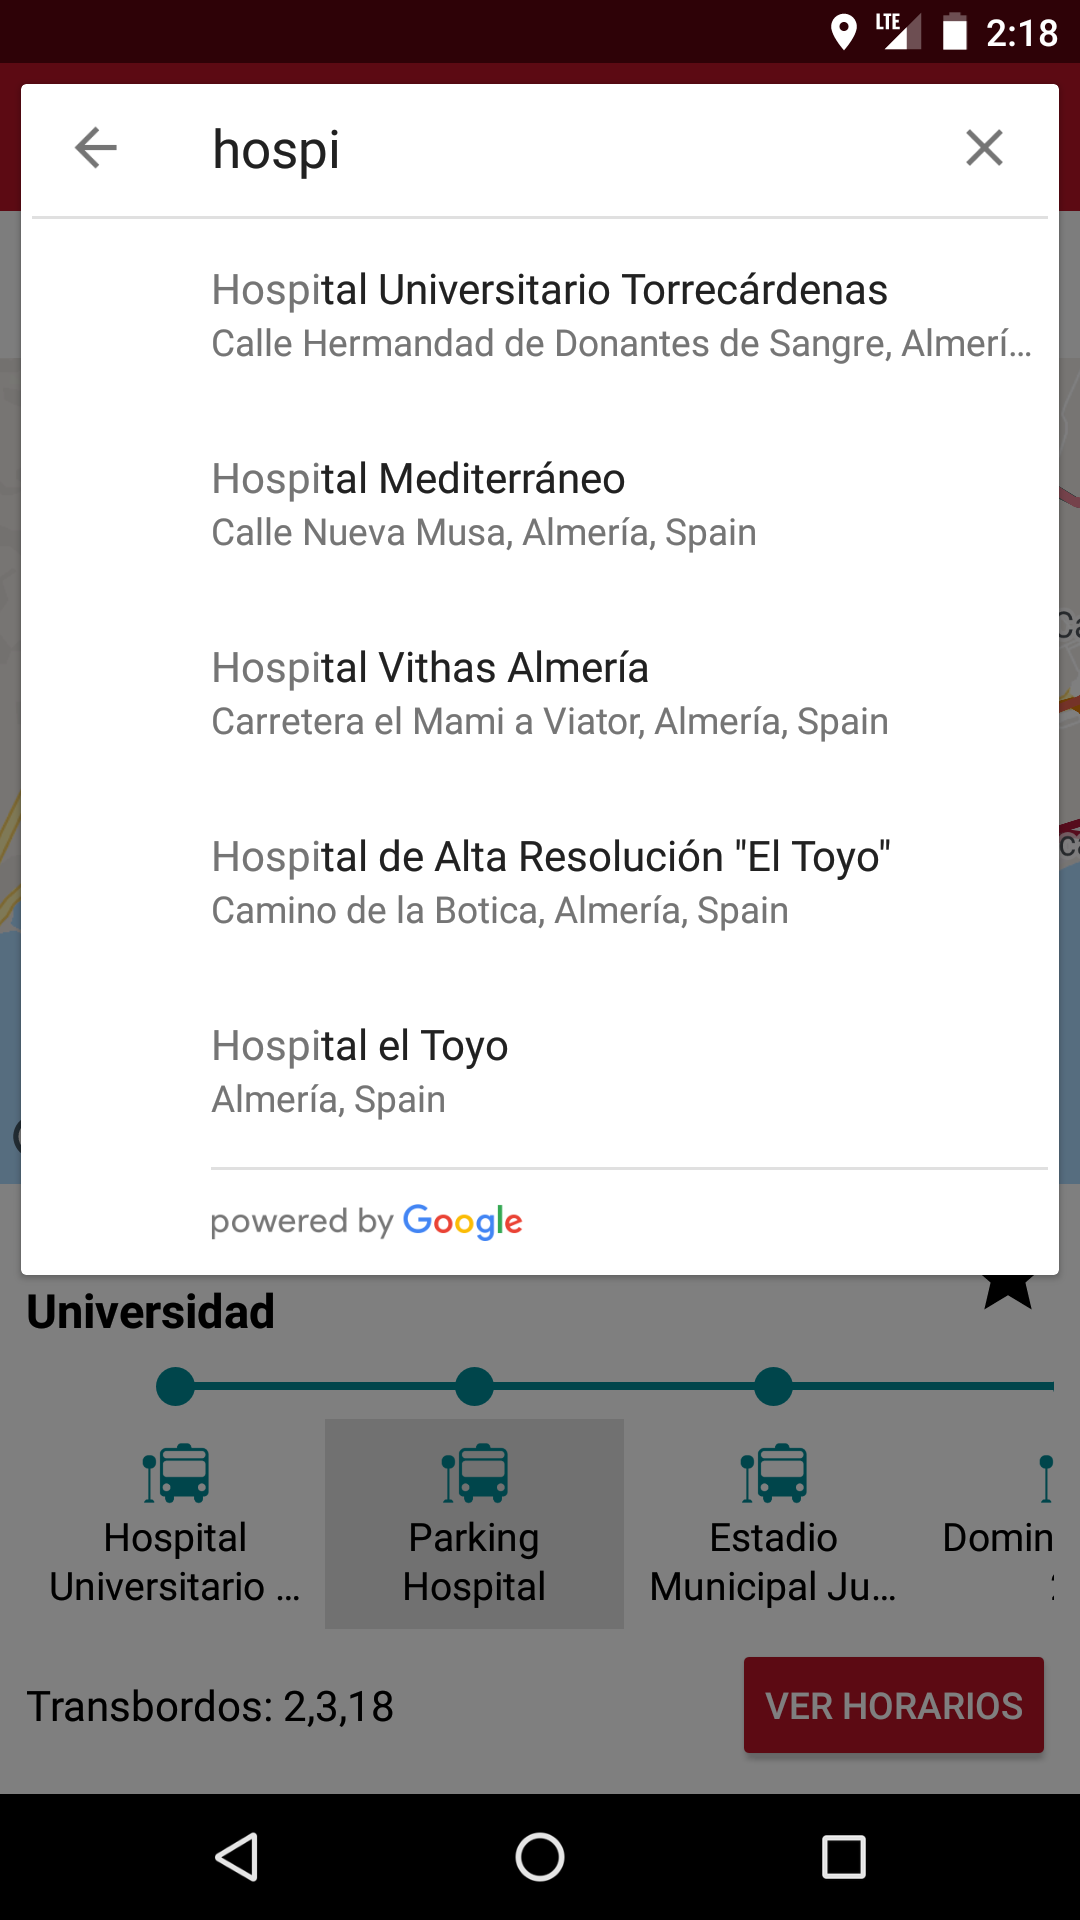 LTE 2:18
hospi
Hospital Universitario Torrecárdenas
Calle Hermandad de Donantes de Sangre, Almerí...
Hospital Mediterráneo
Calle Nueva Musa, Almería, Spain
Hospital Vithas Almería
Carretera el Mami a Viator, Almería, Spain
Hospital de Alta Resolución "El Toyo"
Camino de la Botica, Almería, Spain
Hospital el Toyo
Almería, Spain
powered by Google
Universidad
Hospital
Universitario ...
Parking
Hospital
Estadio
Municipal Ju...
Domin
Transbordos: 2,3,18
VER HORARIOS